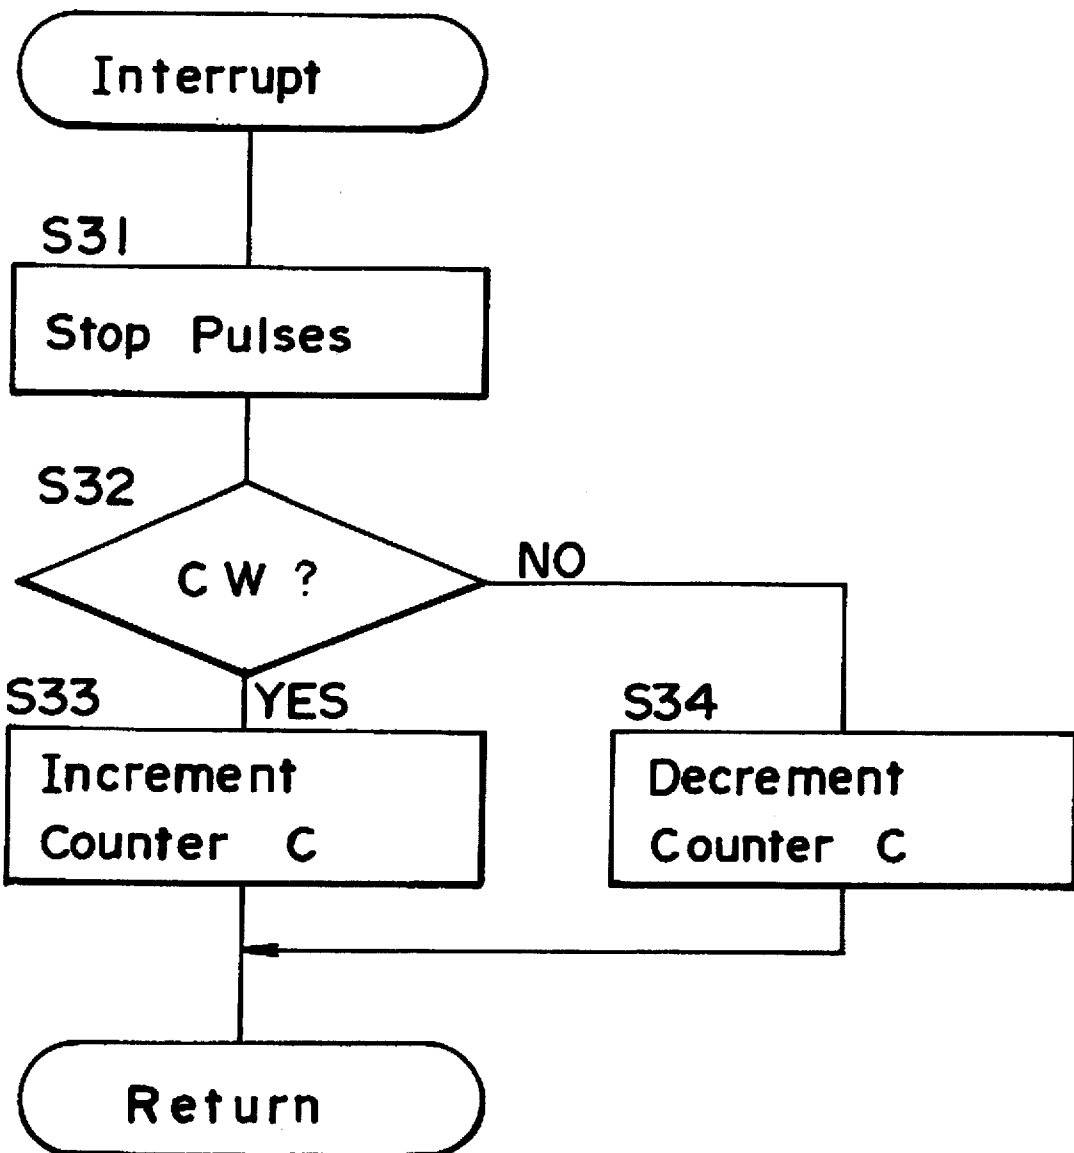 Interrupt
S31
Stop Pulses
S32
CW?
NO
YES
S33
Increment
Counter C
S34
Decrement
Counter C
Return